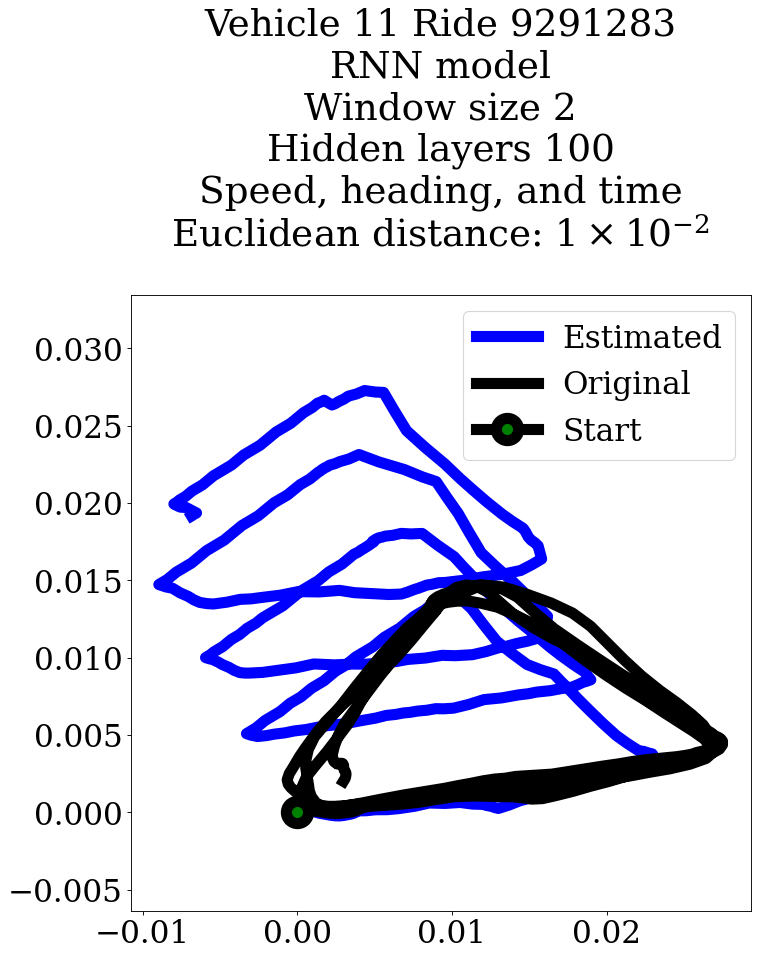 Vehicle 11 Ride 9291283
RNN model
Window size 2
Hidden layers 100
Speed, heading, and time
Euclidean distance: 1 × 10⁻²
Estimated
Original
Start
0.030
0.025
0.020
0.015
0.010
0.005
0.000
−0.005
−0.01 0.00 0.01 0.02